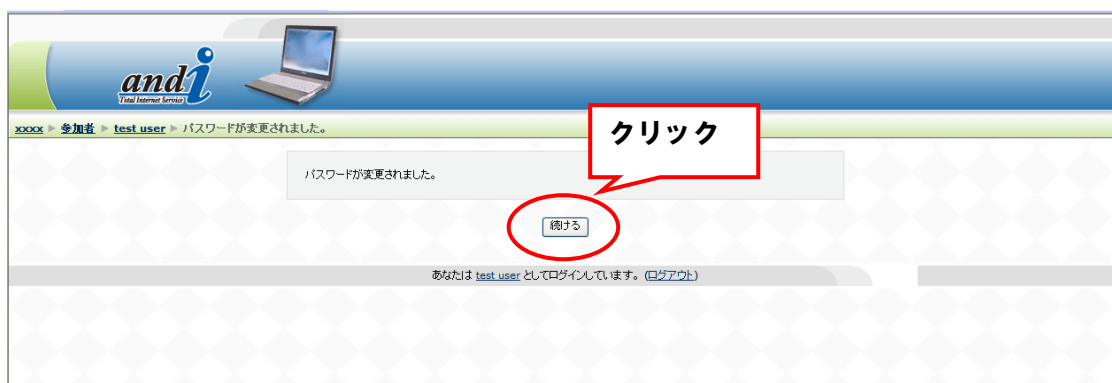 andi
Total Internet Service
xxxx ▶ 参加者 ▶ test user ▶ パスワードが変更されました。
クリック
パスワードが変更されました。
続ける
あなたは test user としてログインしています。(ログアウト)